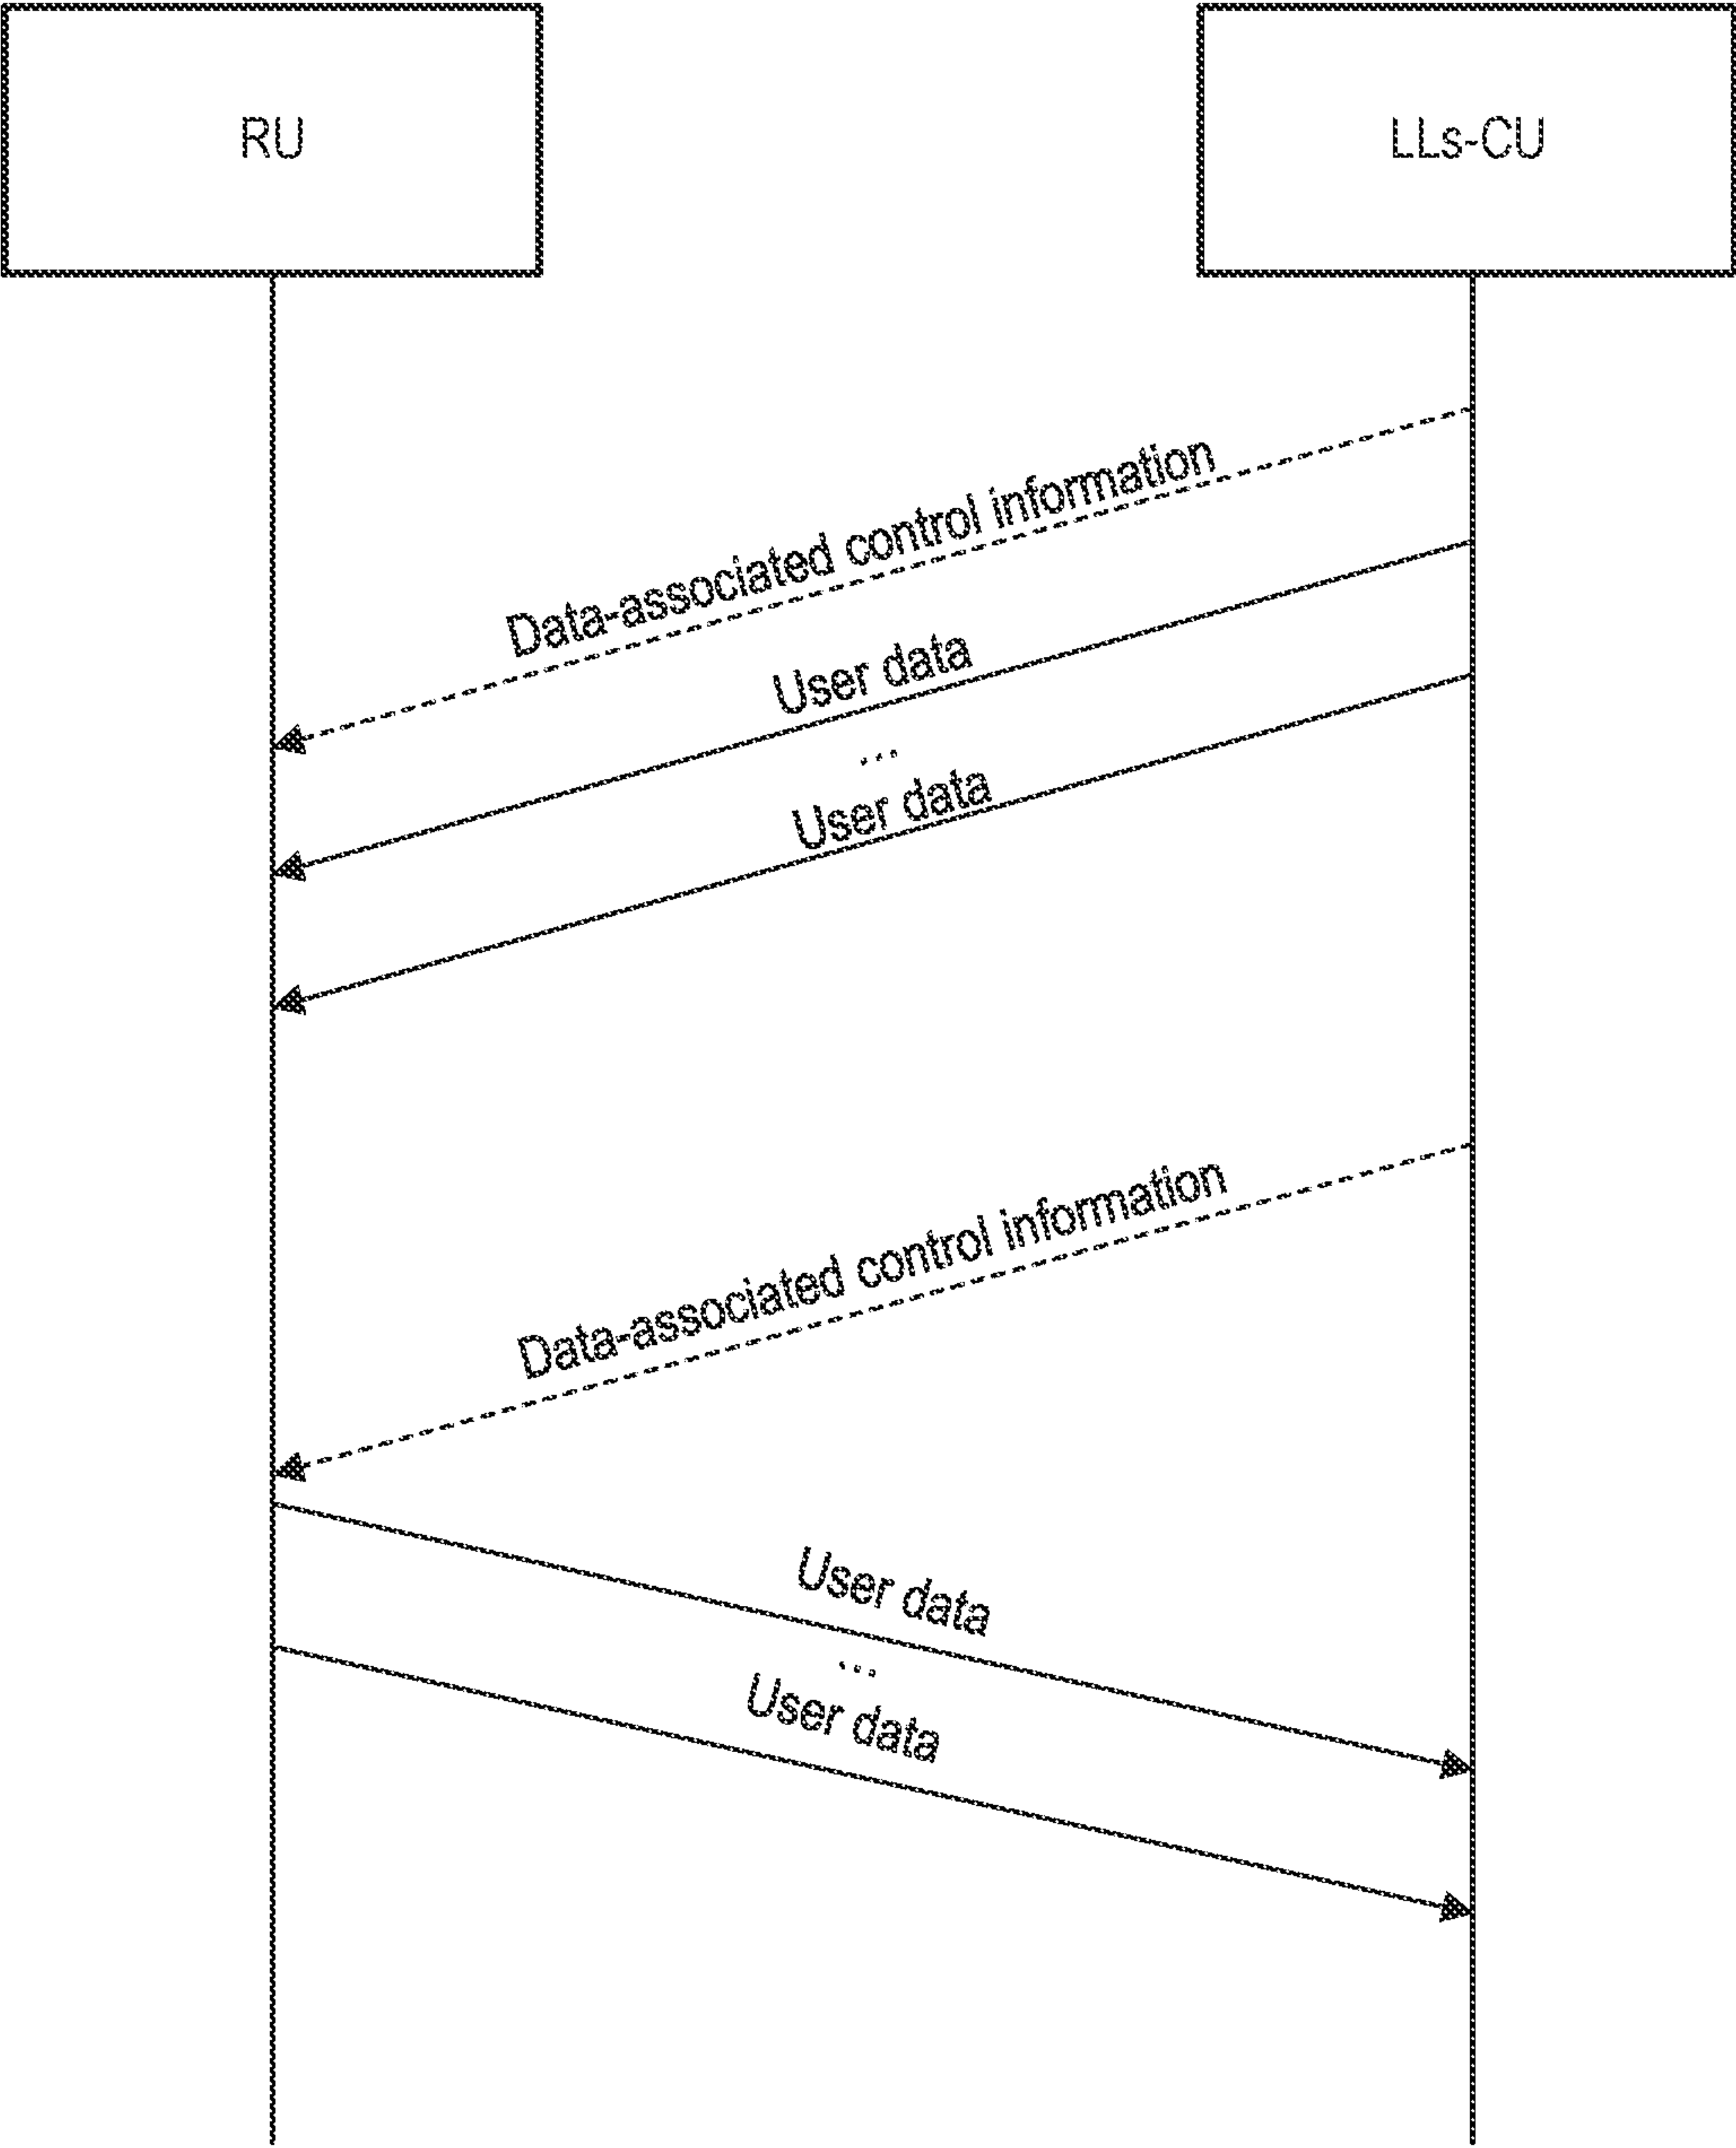 RU
LLs-CU
Data-associated control information
User data
...
User data
Data-associated control information
User data
...
User data